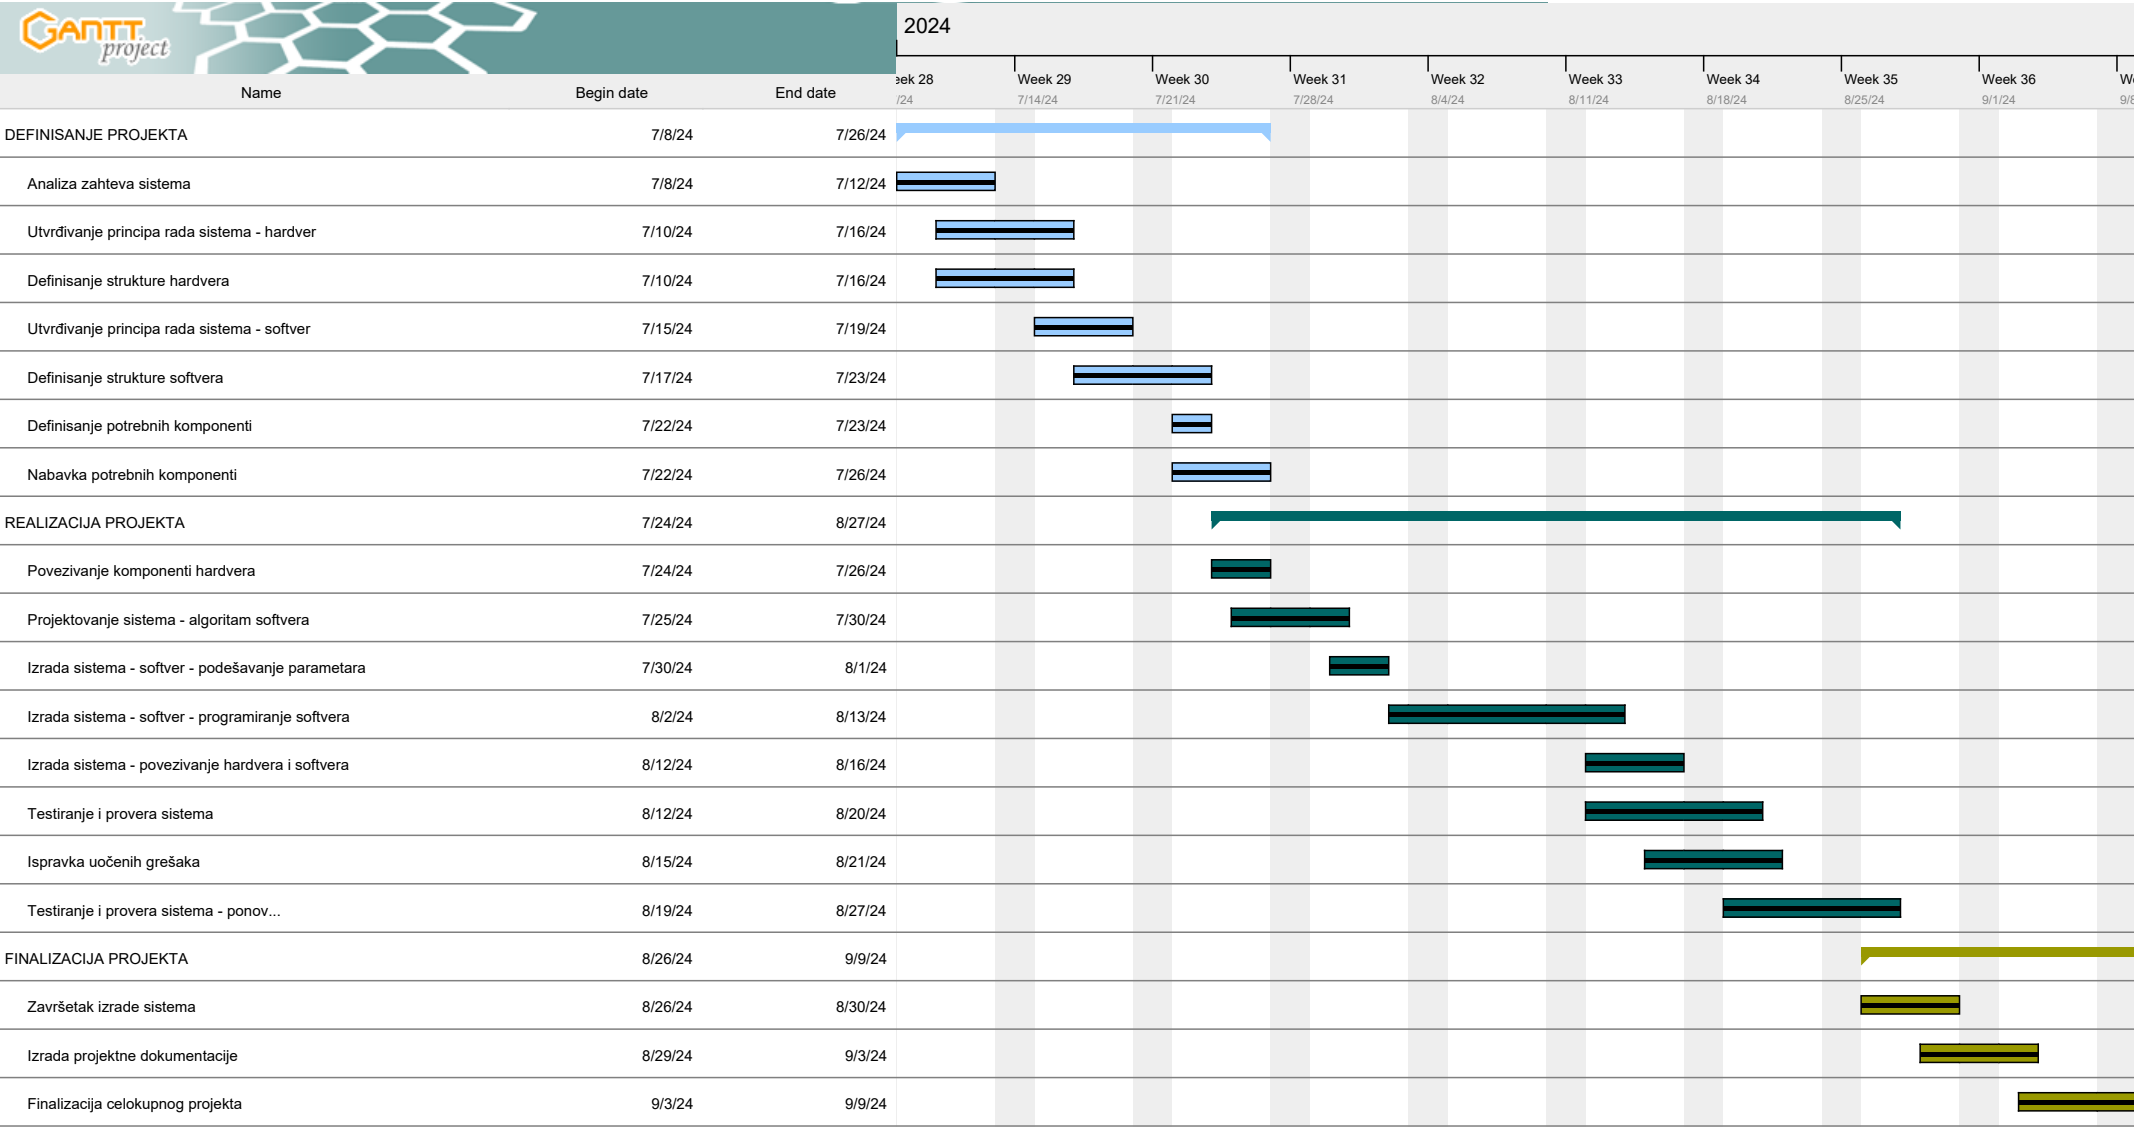 GANTT
project
2024
Week 29 Week 30 Week 31 Week 32 Week 33 Week 34 Week 35 Week 36
Name Begin date End date /24 7/14/24 7/21/24 7/28/24 8/4/24 8/11/24 8/18/24 8/25/24 9/1/24
DEFINISANJE PROJEKTA 7/8/24 7/26/24
Analiza zahteva sistema 7/8/24 7/12/24
Utvrđivanje principa rada sistema - hardver 7/10/24 7/16/24
Definisanje strukture hardvera 7/10/24 7/16/24
Utvrđivanje principa rada sistema - softver 7/15/24 7/19/24
Definisanje strukture softvera 7/17/24 7/23/24
Definisanje potrebnih komponenti 7/22/24 7/23/24
Nabavka potrebnih komponenti 7/22/24 7/26/24
REALIZACIJA PROJEKTA 7/24/24 8/27/24
Povezivanje komponenti hardvera 7/24/24 7/26/24
Projektovanje sistema - algoritam softvera 7/25/24 7/30/24
Izrada sistema - softver - podešavanje parametara 7/30/24 8/1/24
Izrada sistema - softver - programiranje softvera 8/2/24 8/13/24
Izrada sistema - povezivanje hardvera i softvera 8/12/24 8/16/24
Testiranje i provera sistema 8/12/24 8/20/24
Ispravka uočenih grešaka 8/15/24 8/21/24
Testiranje i provera sistema - ponov... 8/19/24 8/27/24
FINALIZACIJA PROJEKTA 8/26/24 9/9/24
Završetak izrade sistema 8/26/24 8/30/24
Izrada projektne dokumentacije 8/29/24 9/3/24
Finalizacija celokupnog projekta 9/3/24 9/9/24